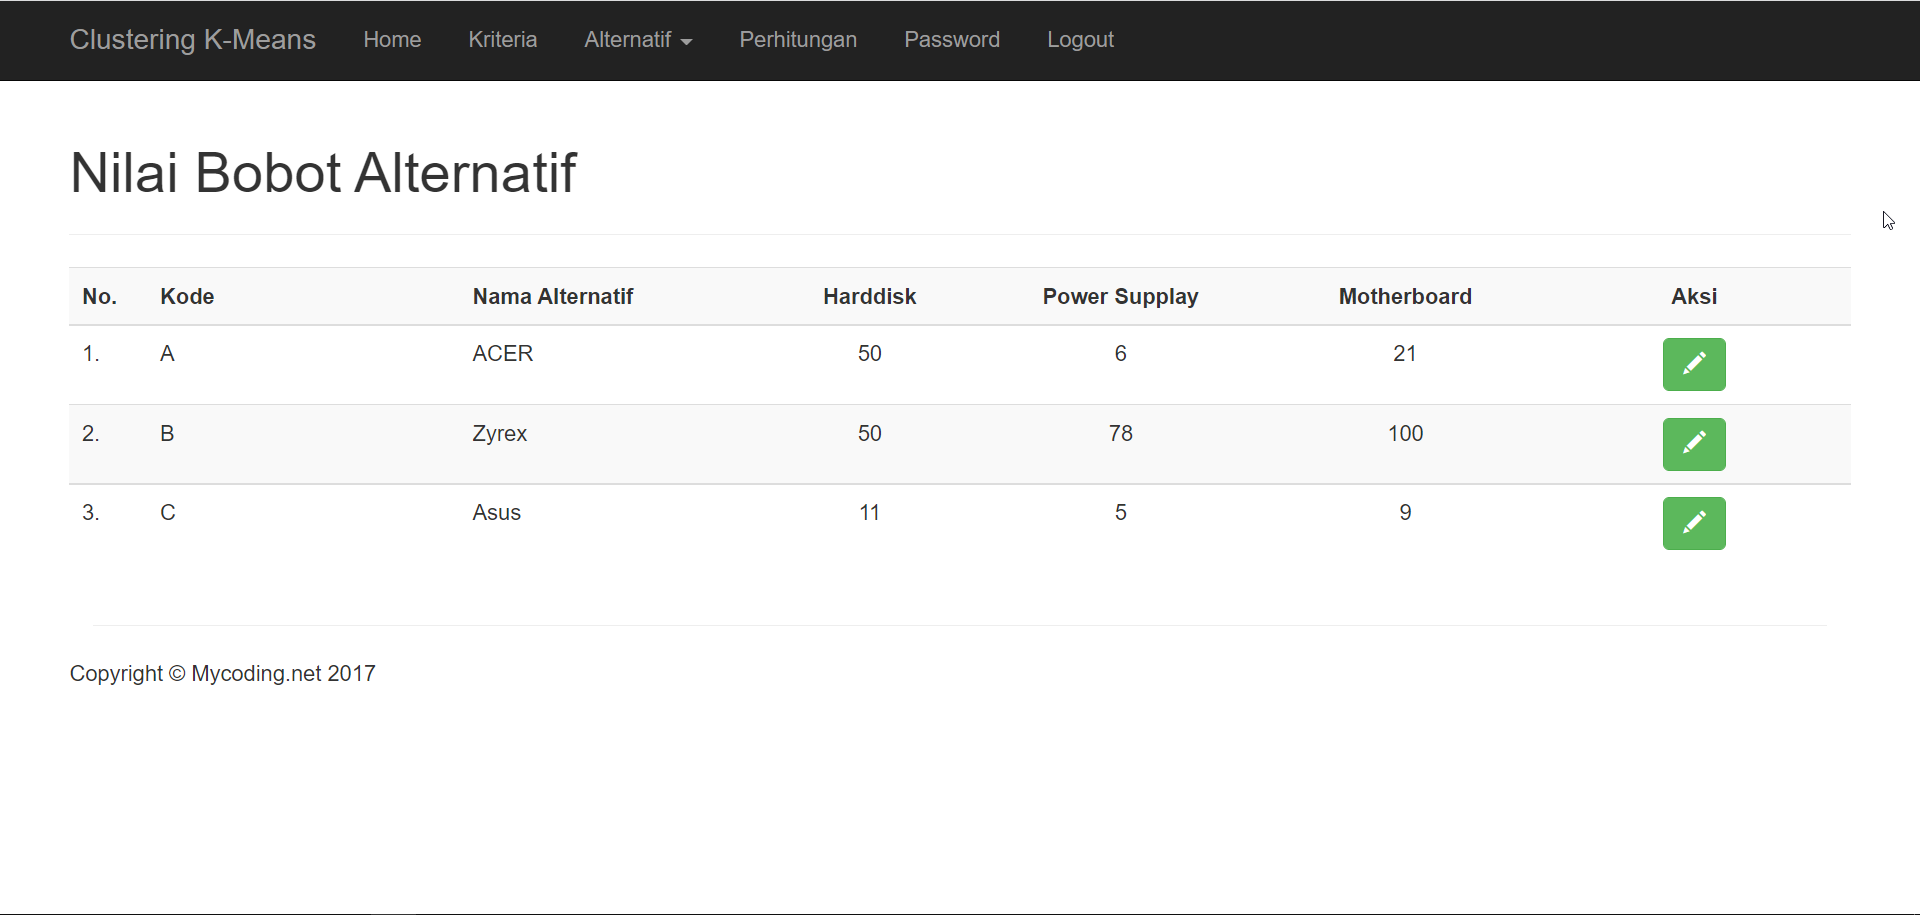 Clustering K-Means Home Kriteria Alternatif Perhitungan Password Logout
Nilai Bobot Alternatif
No. Kode Nama Alternatif Harddisk Power Supplay Motherboard Aksi
1. A ACER 50 6 21
2. B Zyrex 50 78 100
3. C Asus 11 5 9
Copyright © Mycoding.net 2017